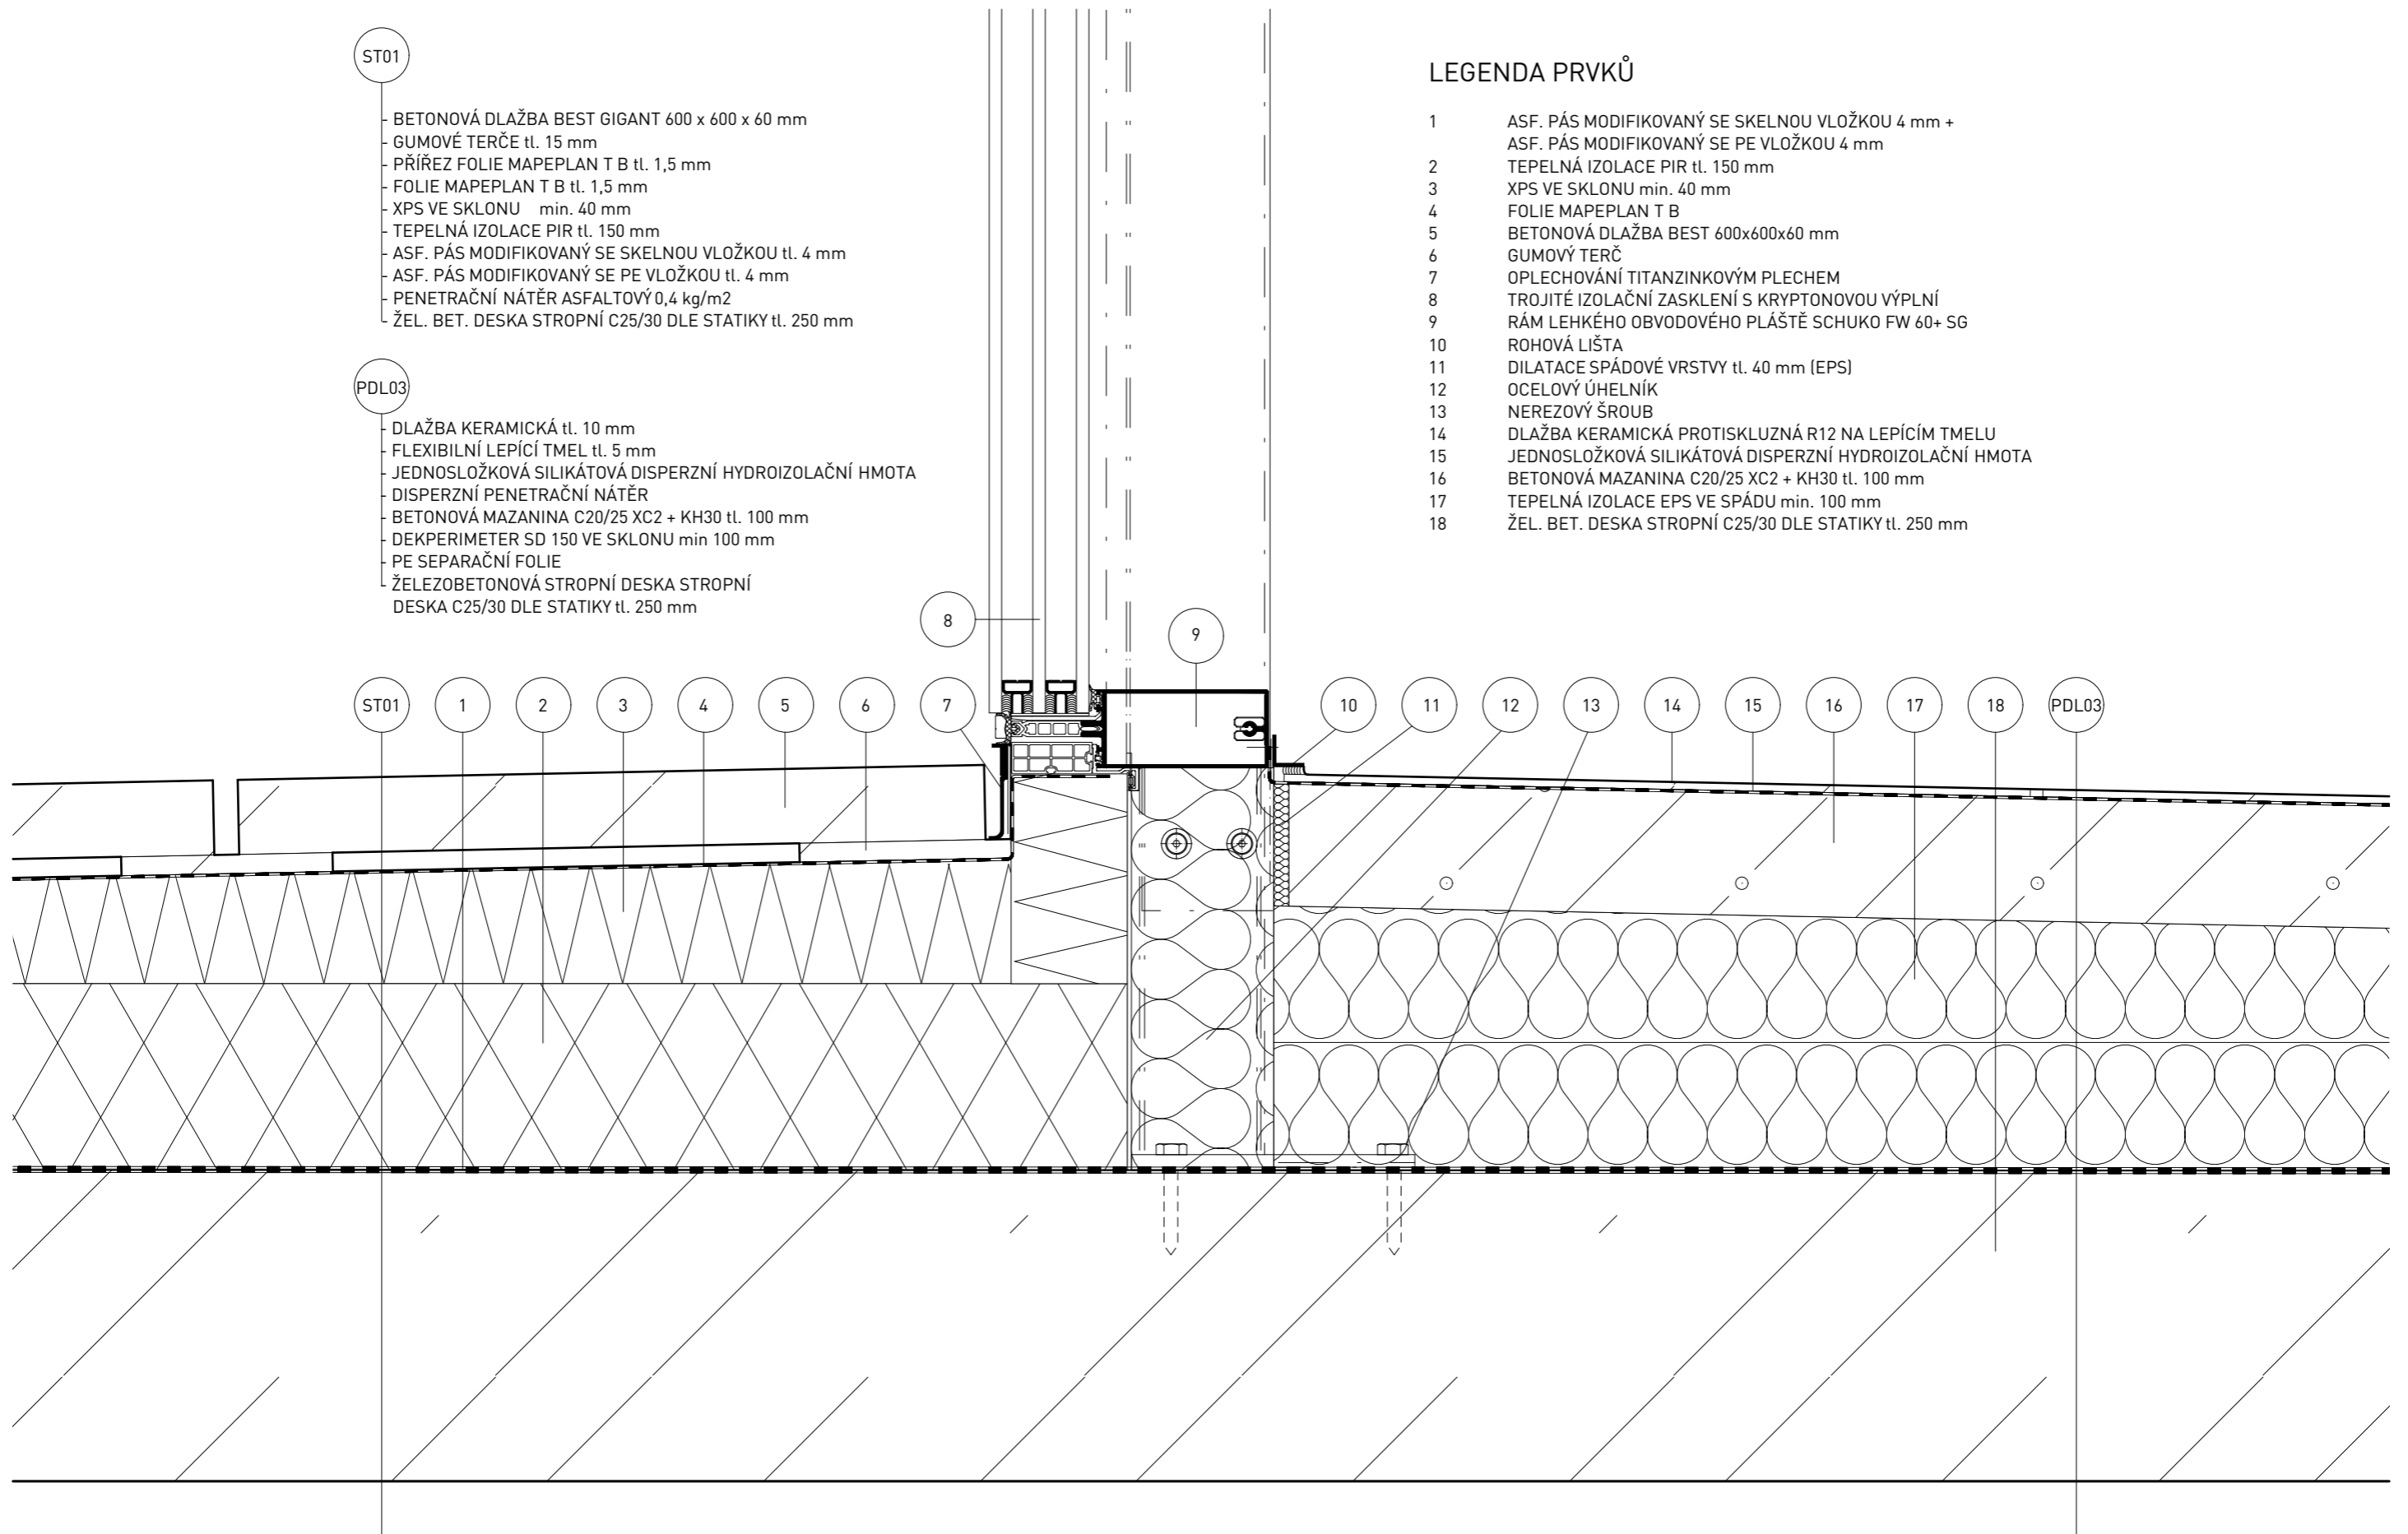 ST01
- BETONOVÁ DLAŽBA BEST GIGANT 600 x 600 x 60 mm
- GUMOVÉ TERČE tl. 15 mm
- PŘÍŘEZ FOLIE MAPEPLAN T B tl. 1,5 mm
- FOLIE MAPEPLAN T B tl. 1,5 mm
- XPS VE SKLONU min. 40 mm
- TEPELNÁ IZOLACE PIR tl. 150 mm
- ASF. PÁS MODIFIKOVANÝ SE SKELNOU VLOŽKOU tl. 4 mm
- ASF. PÁS MODIFIKOVANÝ SE PE VLOŽKOU tl. 4 mm
- PENETRAČNÍ NÁTĚR ASFALTOVÝ 0,4 kg/m2
- ŽEL. BET. DESKA STROPNÍ C25/30 DLE STATIKY tl. 250 mm
PDL03
- DLAŽBA KERAMICKÁ tl. 10 mm
- FLEXIBILNÍ LEPÍCÍ TMEL tl. 5 mm
- JEDNOSLOŽKOVÁ SILIKÁTOVÁ DISPERZNÍ HYDROIZOLAČNÍ HMOTA
- DISPERZNÍ PENETRAČNÍ NÁTĚR
- BETONOVÁ MAZANINA C20/25 XC2 + KH30 tl. 100 mm
- DEKPERIMETER SD 150 VE SKLONU min 100 mm
- PE SEPARAČNÍ FOLIE
- ŽELEZOBETONOVÁ STROPNÍ DESKA STROPNÍ
DESKA C25/30 DLE STATIKY tl. 250 mm
LEGENDA PRVKŮ
1 ASF. PÁS MODIFIKOVANÝ SE SKELNOU VLOŽKOU 4 mm +
ASF. PÁS MODIFIKOVANÝ SE PE VLOŽKOU 4 mm
2 TEPELNÁ IZOLACE PIR tl. 150 mm
3 XPS VE SKLONU min. 40 mm
4 FOLIE MAPEPLAN T B
5 BETONOVÁ DLAŽBA BEST 600x600x60 mm
6 GUMOVÝ TERČ
7 OPLECHOVÁNÍ TITANZINKOVÝM PLECHEM
8 TROJITÉ IZOLAČNÍ ZASKLENÍ S KRYPTONOVOU VÝPLNÍ
9 RÁM LEHKÉHO OBVODOVÉHO PLÁŠTĚ SCHUKO FW 60+ SG
10 ROHOVÁ LIŠTA
11 DILATACE SPÁDOVÉ VRSTVY tl. 40 mm (EPS)
12 OCELOVÝ ÚHELNÍK
13 NEREZOVÝ ŠROUB
14 DLAŽBA KERAMICKÁ PROTISKLUZNÁ R12 NA LEPÍCÍM TMELU
15 JEDNOSLOŽKOVÁ SILIKÁTOVÁ DISPERZNÍ HYDROIZOLAČNÍ HMOTA
16 BETONOVÁ MAZANINA C20/25 XC2 + KH30 tl. 100 mm
17 TEPELNÁ IZOLACE EPS VE SPÁDU min. 100 mm
18 ŽEL. BET. DESKA STROPNÍ C25/30 DLE STATIKY tl. 250 mm
8 9
ST01 1 2 3 4 5 6 7 10 11 12 13 14 15 16 17 18 PDL03